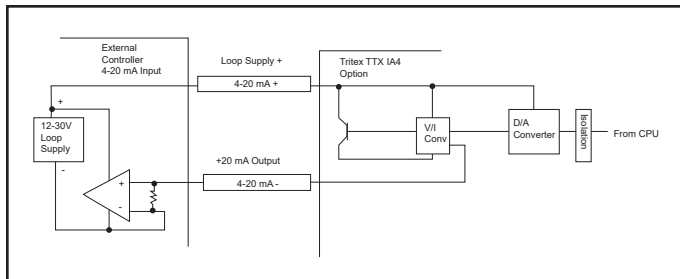 External
Controller
4-20 mA Input
Loop Supply +
4-20 mA +
Tritex TTX IA4
Option
+
12-30V
Loop
Supply
-
V/I
Conv
D/A
Converter
Isolation
From CPU
+20 mA Output
4-20 mA -
+
-